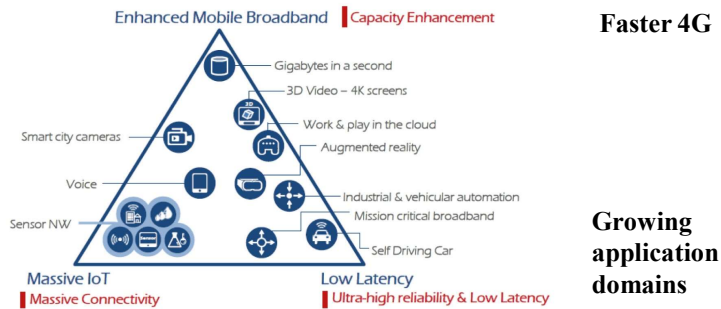 Enhanced Mobile Broadband
Capacity Enhancement
Faster 4G
Gigabytes in a second
3D
3D Video – 4K screens
Work & play in the cloud
Smart city cameras
Augmented reality
Voice
Industrial & vehicular automation
Mission critical broadband
Sensor NW
Self Driving Car
Growing
application
domains
Massive IoT
Low Latency
Massive Connectivity
Ultra-high reliability & Low Latency